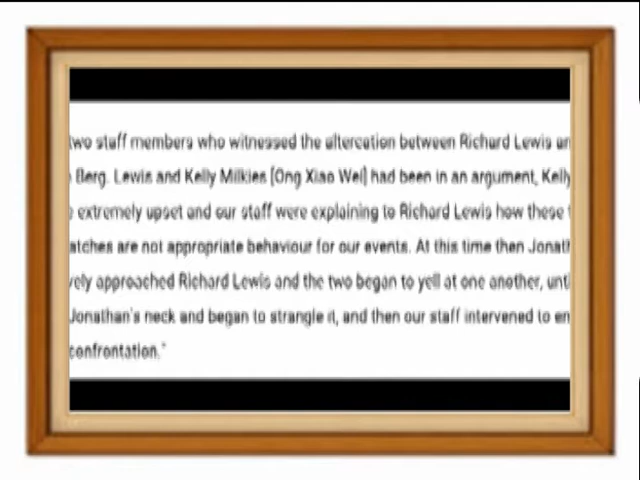 two staff members who witnessed the altercation between Richard Lewis an
Berg. Lewis and Kelly Milkies [Ong Xiao Wei] had been in an argument, Kelly
extremely upset and our staff were explaining to Richard Lewis how these
atches are not appropriate behaviour for our events. At this time then Jonath
vely approached Richard Lewis and the two began to yell at one another, unti
Jonathan's neck and began to strangle it, and then our staff intervened to en
confrontation."